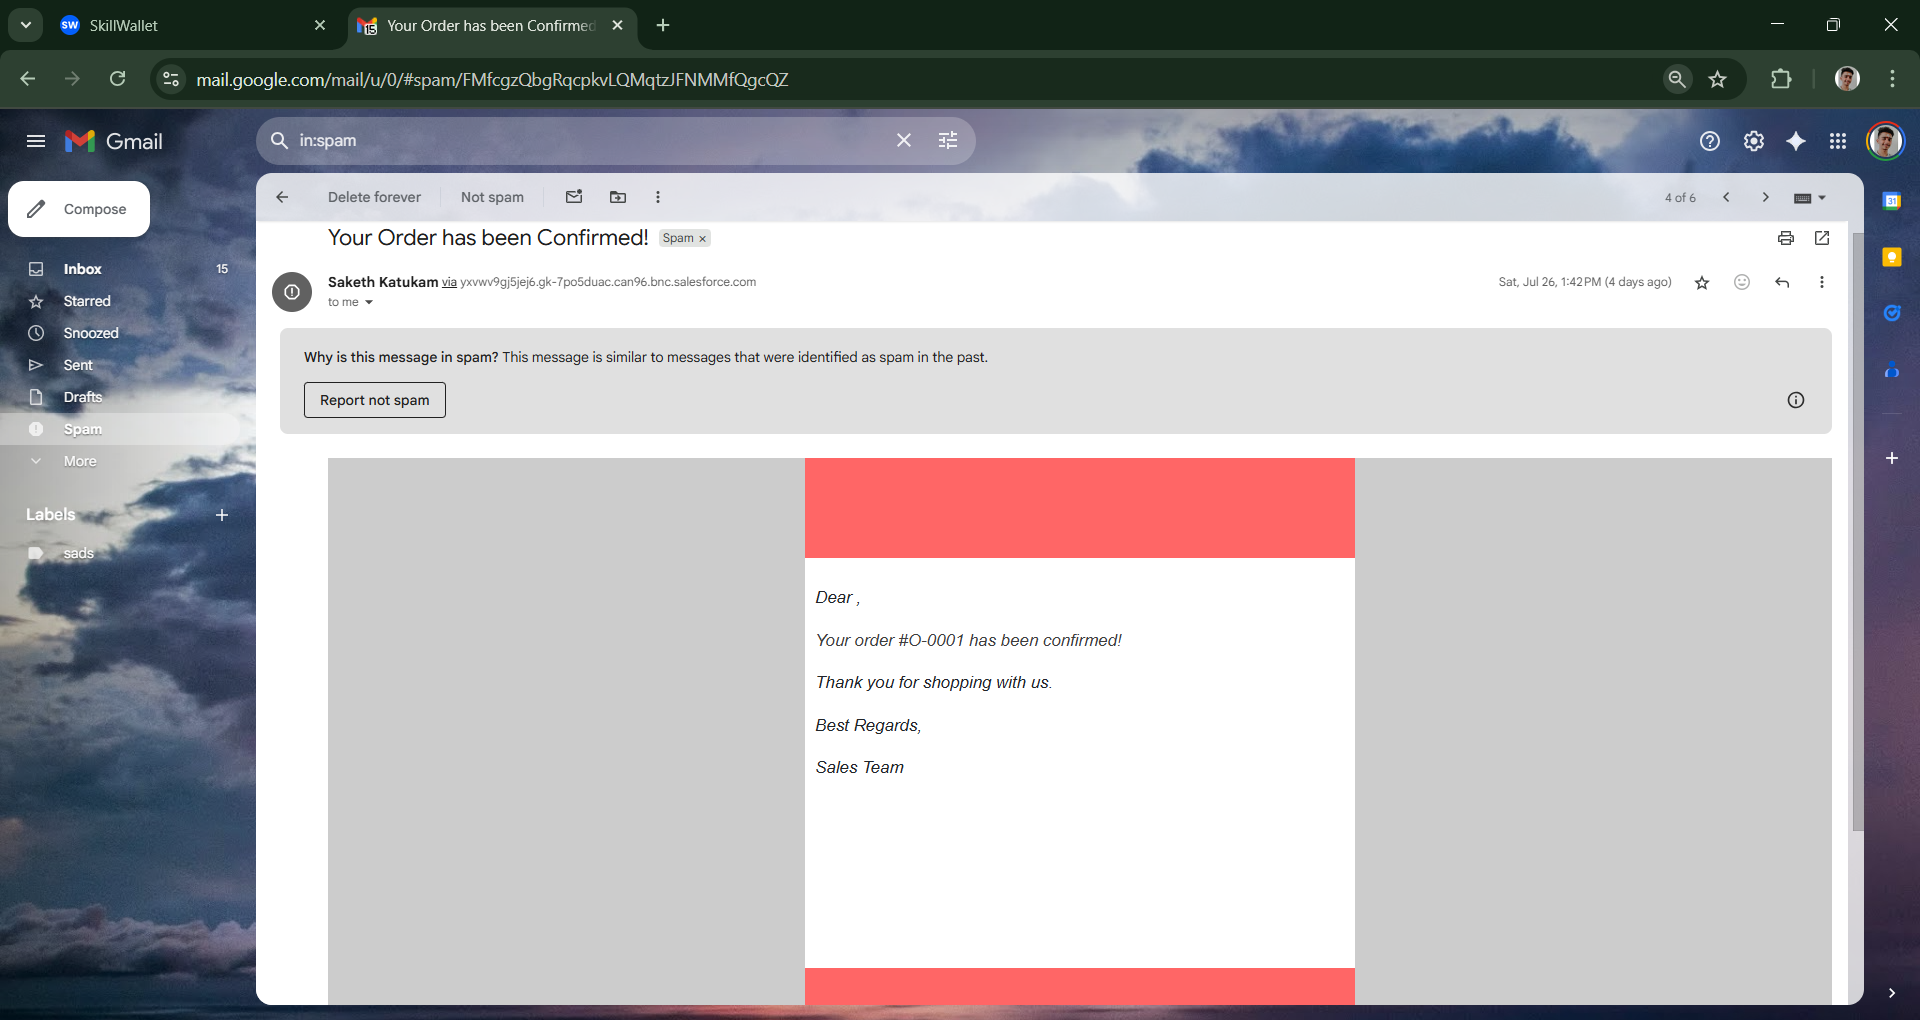 SW SkillWallet
15 Your Order has been Confirmed
mail.google.com/mail/u/0/#spam/FMfcgzQbgRqcpkvLQMqtzJFNMMfQgcQZ
Gmail
in:spam
Compose
Delete forever Not spam
4 of 6
31
Your Order has been Confirmed! Spam x
Inbox 15
Starred
Snoozed
Sent
Drafts
Spam
More
Labels
sads
Saketh Katukam via yxvwv9gj5jej6.gk-7po5duac.can96.bnc.salesforce.com
Sat, Jul 26, 1:42 PM (4 days ago)
to me
Why is this message in spam? This message is similar to messages that were identified as spam in the past.
Report not spam
Dear ,
Your order #O-0001 has been confirmed!
Thank you for shopping with us.
Best Regards,
Sales Team